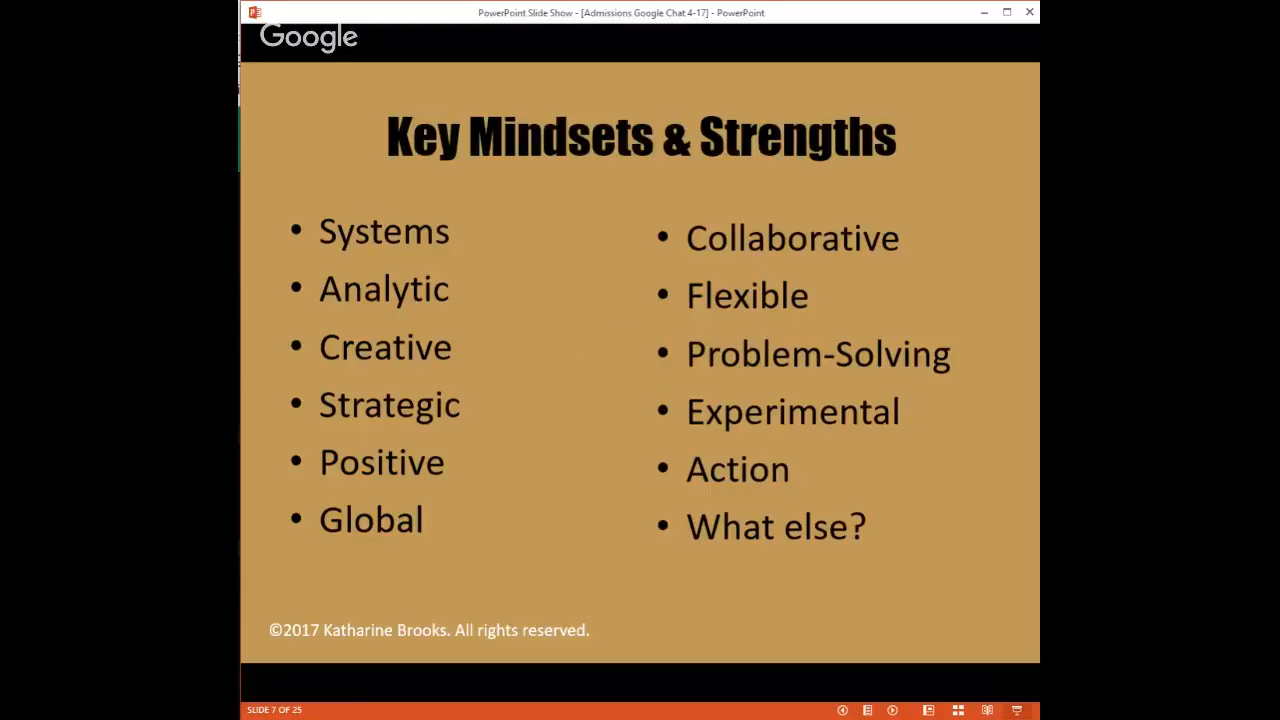 PowerPoint Slide Show - [Admissions Google Chat 4-17] - PowerPoint
Google
Key Mindsets & Strengths
• Systems
• Analytic
• Creative
• Strategic
• Positive
• Global
• Collaborative
• Flexible
• Problem-Solving
• Experimental
• Action
• What else?
©2017 Katharine Brooks. All rights reserved.
SLIDE 7 OF 25